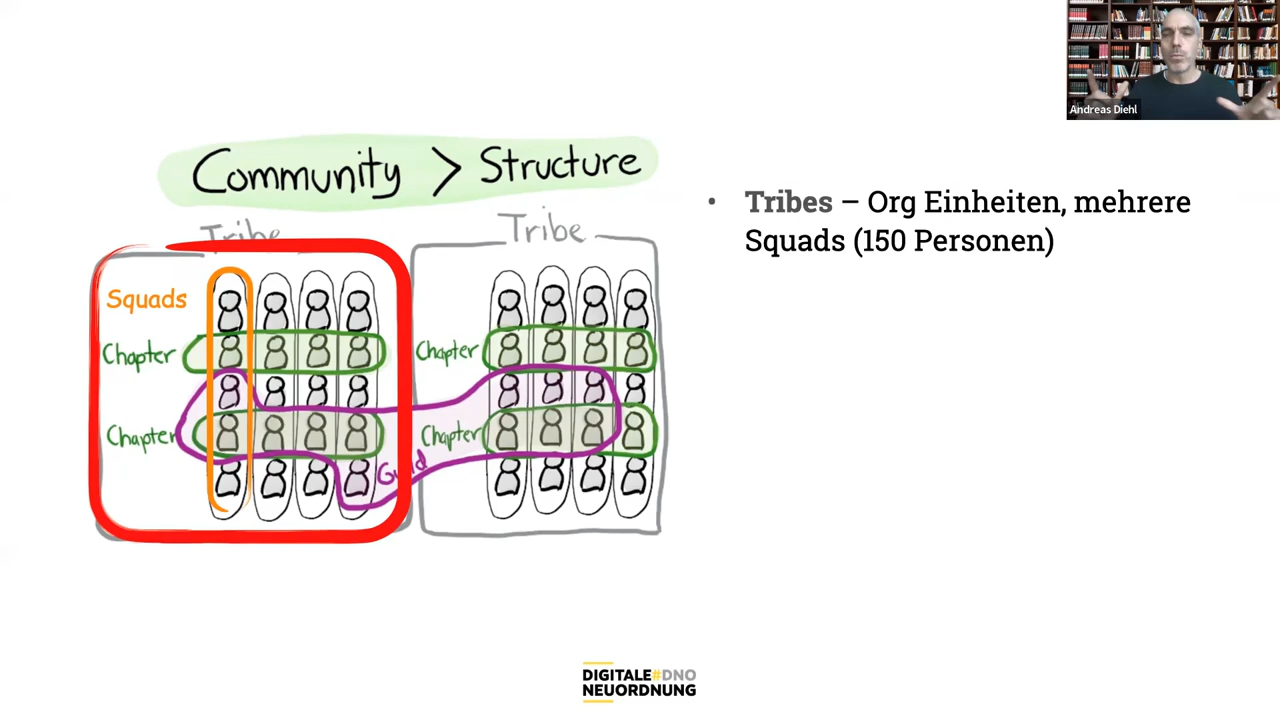 Andreas Diehl
Community > Structure
Tribe
Tribe
• Tribes – Org Einheiten, mehrere
Squads (150 Personen)
Squads
Chapter
Chapter
Chapter
Chapter
Guild
DIGITALE#DNO
NEUORDNUNG